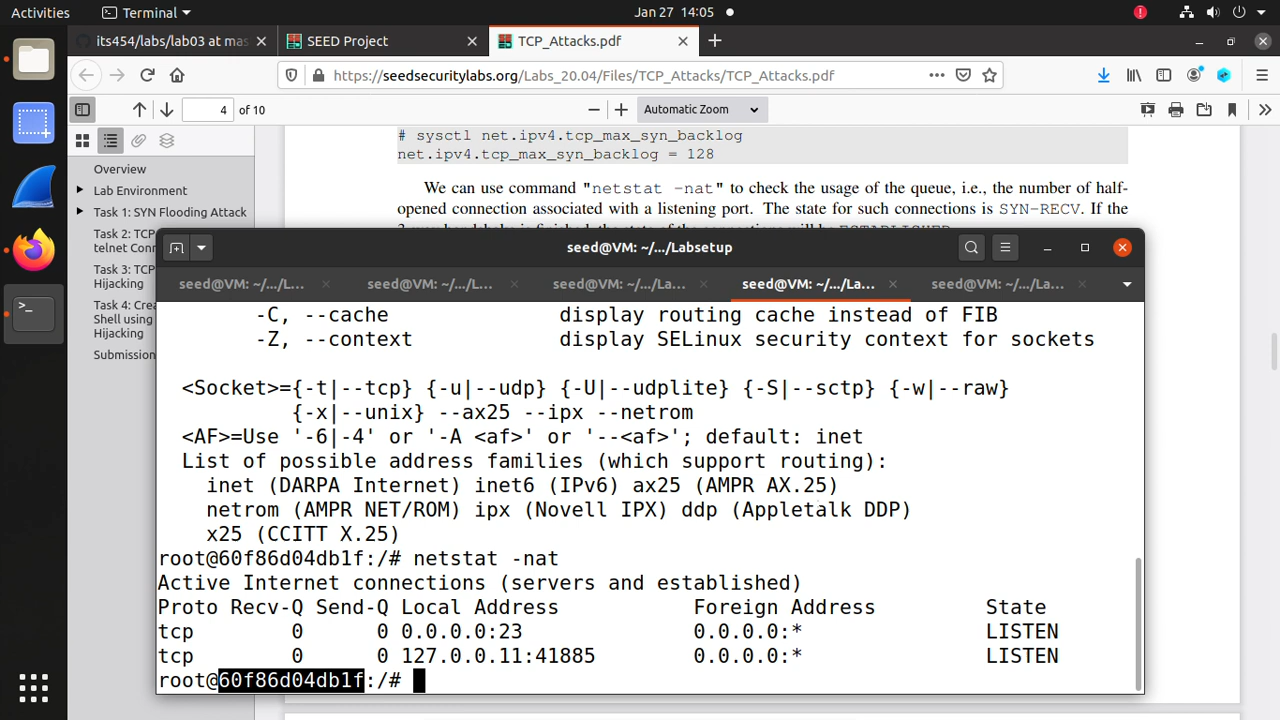 Activities
Terminal
Jan 27 14:05
its454/labs/lab03 at mas
SEED Project
TCP_Attacks.pdf
https://seedsecuritylabs.org/Labs_20.04/Files/TCP_Attacks/TCP_Attacks.pdf
4 of 10
Automatic Zoom
Overview
Lab Environment
Task 1: SYN Flooding Attack
Task 2: TCP
telnet Conn
Task 3: TCP
Hijacking
Task 4: Crea
Shell using
Hijacking
Submission
# sysctl net.ipv4.tcp_max_syn_backlog
net.ipv4.tcp_max_syn_backlog = 128
We can use command "netstat -nat" to check the usage of the queue, i.e., the number of half-
opened connection associated with a listening port. The state for such connections is SYN-RECV. If the
seed@VM: ~/.../Labsetup
seed@VM: ~/.../L...
seed@VM: ~/.../L...
seed@VM: ~/.../La...
seed@VM: ~/.../La...
seed@VM: ~/.../La...
-C, --cache display routing cache instead of FIB
-Z, --context display SELinux security context for sockets
<Socket>={-t|--tcp} {-u|--udp} {-U|--udplite} {-S|--sctp} {-w|--raw}
{-x|--unix} --ax25 --ipx --netrom
<AF>=Use '-6|-4' or '-A <af>' or '--<af>'; default: inet
List of possible address families (which support routing):
inet (DARPA Internet) inet6 (IPv6) ax25 (AMPR AX.25)
netrom (AMPR NET/ROM) ipx (Novell IPX) ddp (Appletalk DDP)
x25 (CCITT X.25)
root@60f86d04db1f:/# netstat -nat
Active Internet connections (servers and established)
Proto Recv-Q Send-Q Local Address Foreign Address State
tcp 0 0 0.0.0.0:23 0.0.0.0:* LISTEN
tcp 0 0 127.0.0.11:41885 0.0.0.0:* LISTEN
root@60f86d04db1f:/#